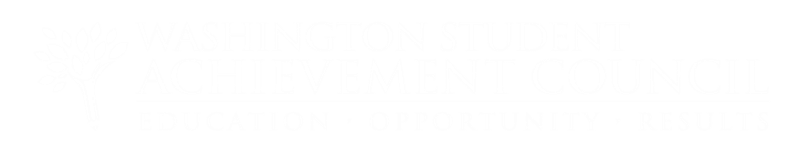 WASHINGTON STUDENT
ACHIEVEMENT COUNCIL
EDUCATION OPPORTUNITY RESULTS